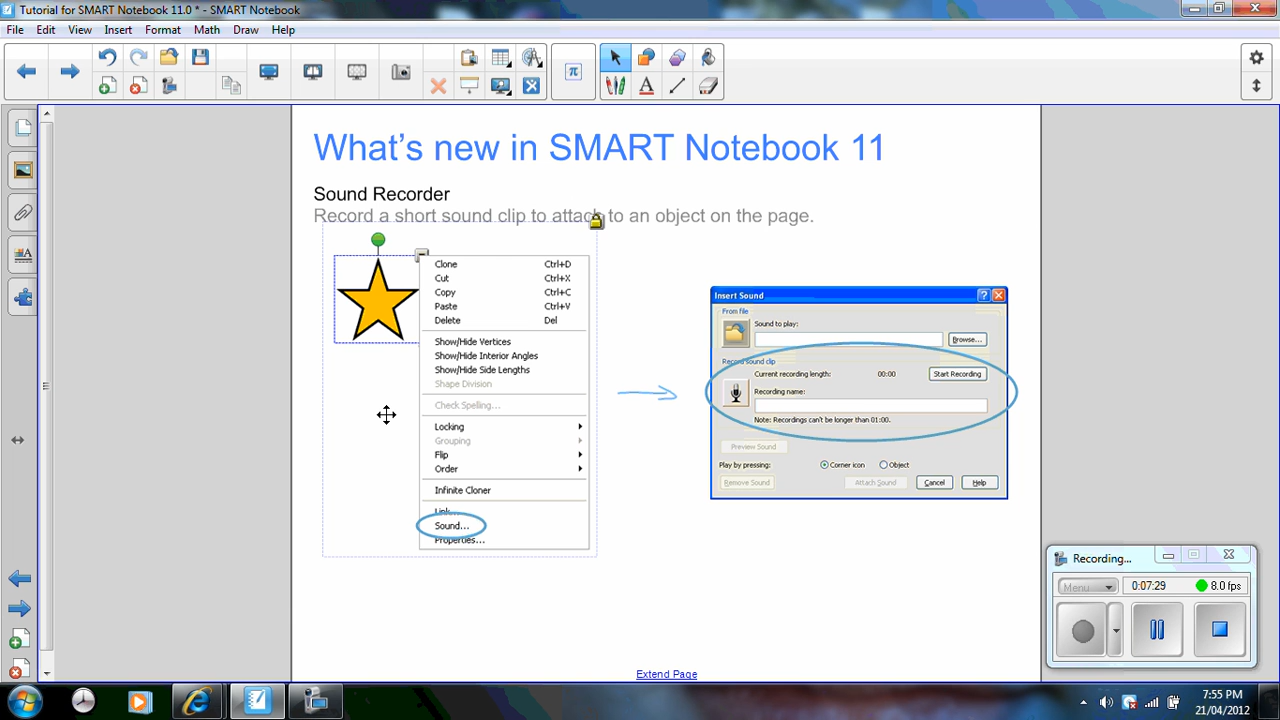 Tutorial for SMART Notebook 11.0 * - SMART Notebook
File Edit View Insert Format Math Draw Help
What's new in SMART Notebook 11
Sound Recorder
Record a short sound clip to attach to an object on the page.
Clone Ctrl+D
Cut Ctrl+X
Copy Ctrl+C
Paste Ctrl+V
Delete Del
Show/Hide Vertices
Show/Hide Interior Angles
Show/Hide Side Lengths
Shape Division
Check Spelling...
Locking
Grouping
Flip
Order
Infinite Cloner
Link...
Sound...
Properties...
Insert Sound
From file
Sound to play:
Browse...
Record sound clip
Current recording length: 00:00 Start Recording
Recording name:
Note: Recordings can't be longer than 01:00.
Preview Sound
Play by pressing: Corner icon Object
Remove Sound Attach Sound Cancel Help
Recording...
Menu 0:07:29 8.0 fps
Extend Page
7:55 PM
21/04/2012